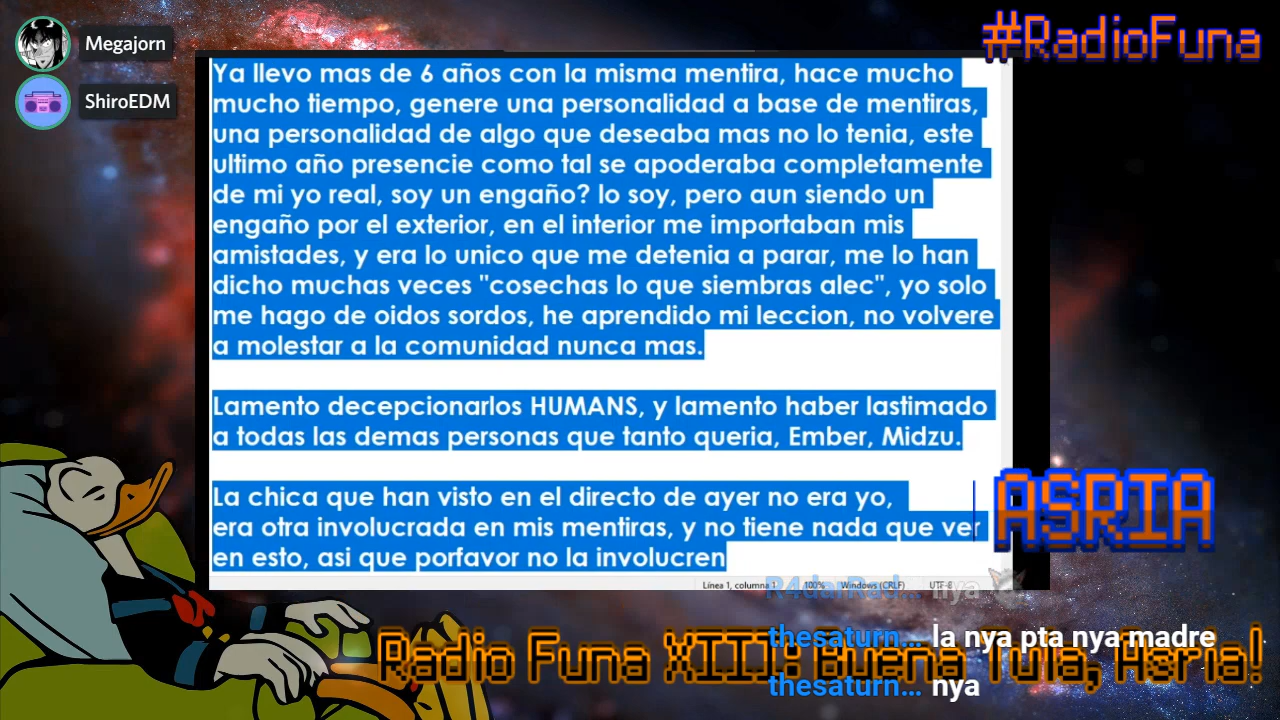 Megajorn
ShiroEDM
#RadioFuna
Ya llevo mas de 6 años con la misma mentira, hace mucho
mucho tiempo, genere una personalidad a base de mentiras,
una personalidad de algo que deseaba mas no lo tenia, este
ultimo año presencie como tal se apoderaba completamente
de mi yo real, soy un engaño? lo soy, pero aun siendo un
engaño por el exterior, en el interior me importaban mis
amistades, y era lo unico que me detenia a parar, me lo han
dicho muchas veces "cosechas lo que siembras alec", yo solo
me hago de oidos sordos, he aprendido mi leccion, no volvere
a molestar a la comunidad nunca mas.
Lamento decepcionarlos HUMANS, y lamento haber lastimado
a todas las demas personas que tanto queria, Ember, Midzu.
La chica que han visto en el directo de ayer no era yo,
era otra involucrada en mis mentiras, y no tiene nada que ver
en esto, asi que porfavor no la involucren
ASRIA
Línea 1, columna 1 100% Windows (CRLF) UTF-8
R4darRati... nya
thesaturn... la nya pta nya madre
Radio Funa XIII: Buena Tula, Asria!
thesaturn... nya